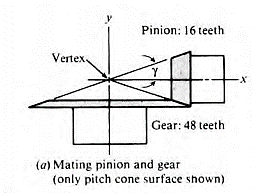 y
Pinion: 16 teeth
Vertex
γ
x
Gear: 48 teeth
(a) Mating pinion and gear
(only pitch cone surface shown)